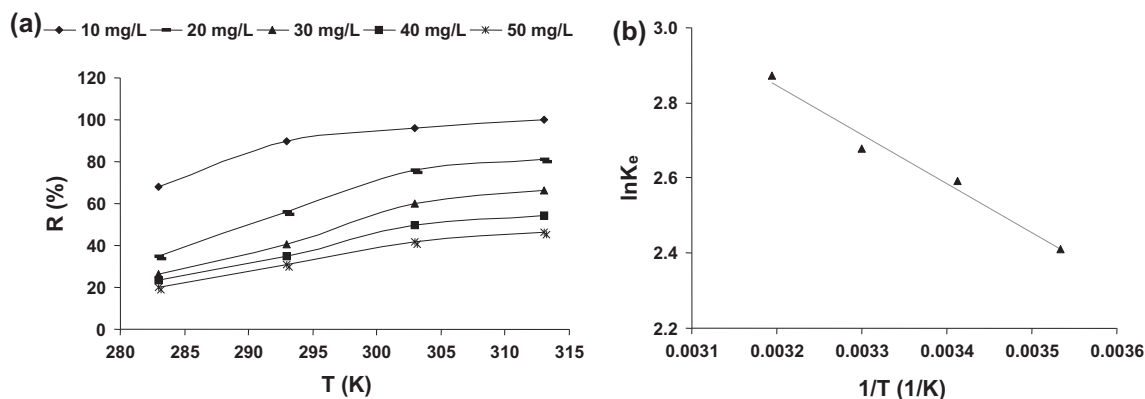 (a)
10 mg/L 20 mg/L 30 mg/L 40 mg/L 50 mg/L
120
100
80
60
40
20
0
R (%)
280 285 290 295 300 305 310 315
T (K)
(b)
3.0
2.8
2.6
2.4
2.2
lnKe
0.0031 0.0032 0.0033 0.0034 0.0035 0.0036
1/T (1/K)